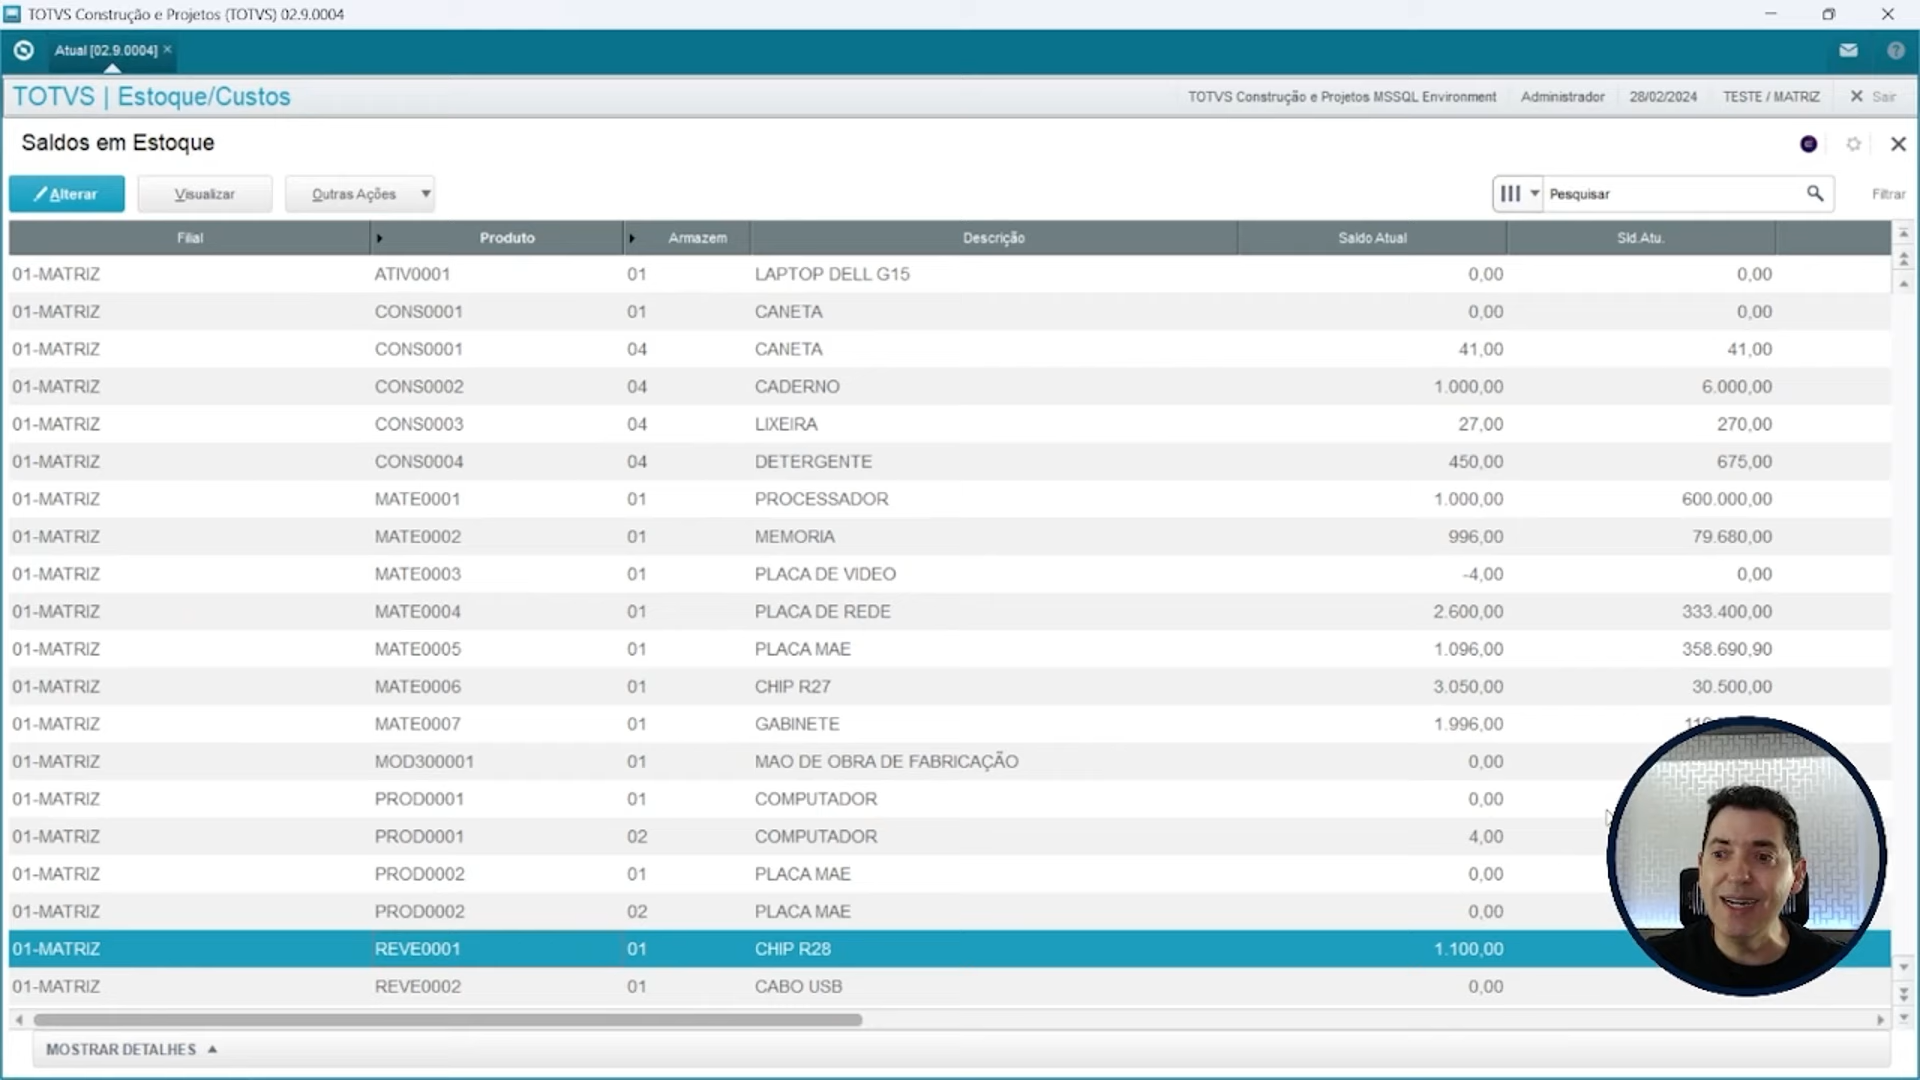 TOTVS Construção e Projetos (TOTVS) 02.9.0004
Atual [02.9.0004]
TOTVS | Estoque/Custos
TOTVS Construção e Projetos MSSQL Environment Administrador 28/02/2024 TESTE / MATRIZ Sair
Saldos em Estoque
Alterar Visualizar Outras Ações Pesquisar Filtrar
Filial Produto Armazem Descrição Saldo Atual Sld.Atu.
01-MATRIZ ATIV0001 01 LAPTOP DELL G15 0,00 0,00
01-MATRIZ CONS0001 01 CANETA 0,00 0,00
01-MATRIZ CONS0001 04 CANETA 41,00 41,00
01-MATRIZ CONS0002 04 CADERNO 1.000,00 6.000,00
01-MATRIZ CONS0003 04 LIXEIRA 27,00 270,00
01-MATRIZ CONS0004 04 DETERGENTE 450,00 675,00
01-MATRIZ MATE0001 01 PROCESSADOR 1.000,00 600.000,00
01-MATRIZ MATE0002 01 MEMORIA 996,00 79.680,00
01-MATRIZ MATE0003 01 PLACA DE VIDEO -4,00 0,00
01-MATRIZ MATE0004 01 PLACA DE REDE 2.600,00 333.400,00
01-MATRIZ MATE0005 01 PLACA MAE 1.096,00 358.690,90
01-MATRIZ MATE0006 01 CHIP R27 3.050,00 30.500,00
01-MATRIZ MATE0007 01 GABINETE 1.996,00
01-MATRIZ MOD300001 01 MAO DE OBRA DE FABRICAÇÃO 0,00
01-MATRIZ PROD0001 01 COMPUTADOR 0,00
01-MATRIZ PROD0001 02 COMPUTADOR 4,00
01-MATRIZ PROD0002 01 PLACA MAE 0,00
01-MATRIZ PROD0002 02 PLACA MAE 0,00
01-MATRIZ REVE0001 01 CHIP R28 1.100,00
01-MATRIZ REVE0002 01 CABO USB 0,00
MOSTRAR DETALHES